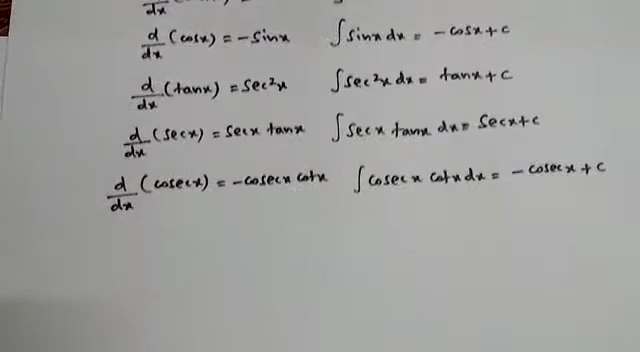 d/dx (cosx) = -sinx ∫sinx dx = -cosx + c
d/dx (tanx) = sec²x ∫sec²x dx = tanx + c
d/dx (secx) = secx tanx ∫secx tanx dx = secx + c
d/dx (cosecx) = -cosecx cotx ∫cosecx cotx dx = -cosecx + c